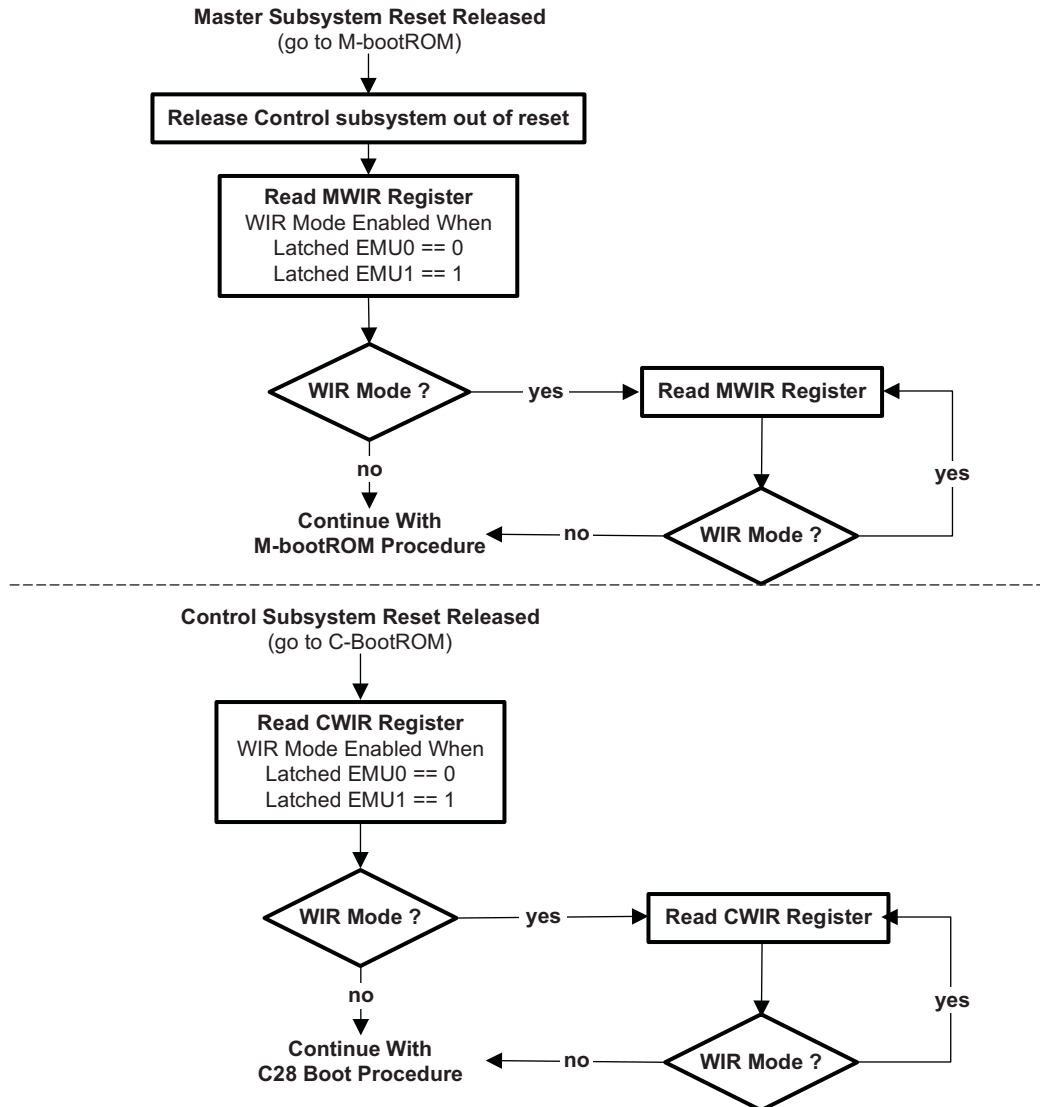 Master Subsystem Reset Released
(go to M-bootROM)
Release Control subsystem out of reset
Read MWIR Register
WIR Mode Enabled When
Latched EMU0 == 0
Latched EMU1 == 1
WIR Mode ?
yes
Read MWIR Register
no
yes
Continue With
M-bootROM Procedure
no
WIR Mode ?
Control Subsystem Reset Released
(go to C-BootROM)
Read CWIR Register
WIR Mode Enabled When
Latched EMU0 == 0
Latched EMU1 == 1
WIR Mode ?
yes
Read CWIR Register
no
yes
Continue With
C28 Boot Procedure
no
WIR Mode ?